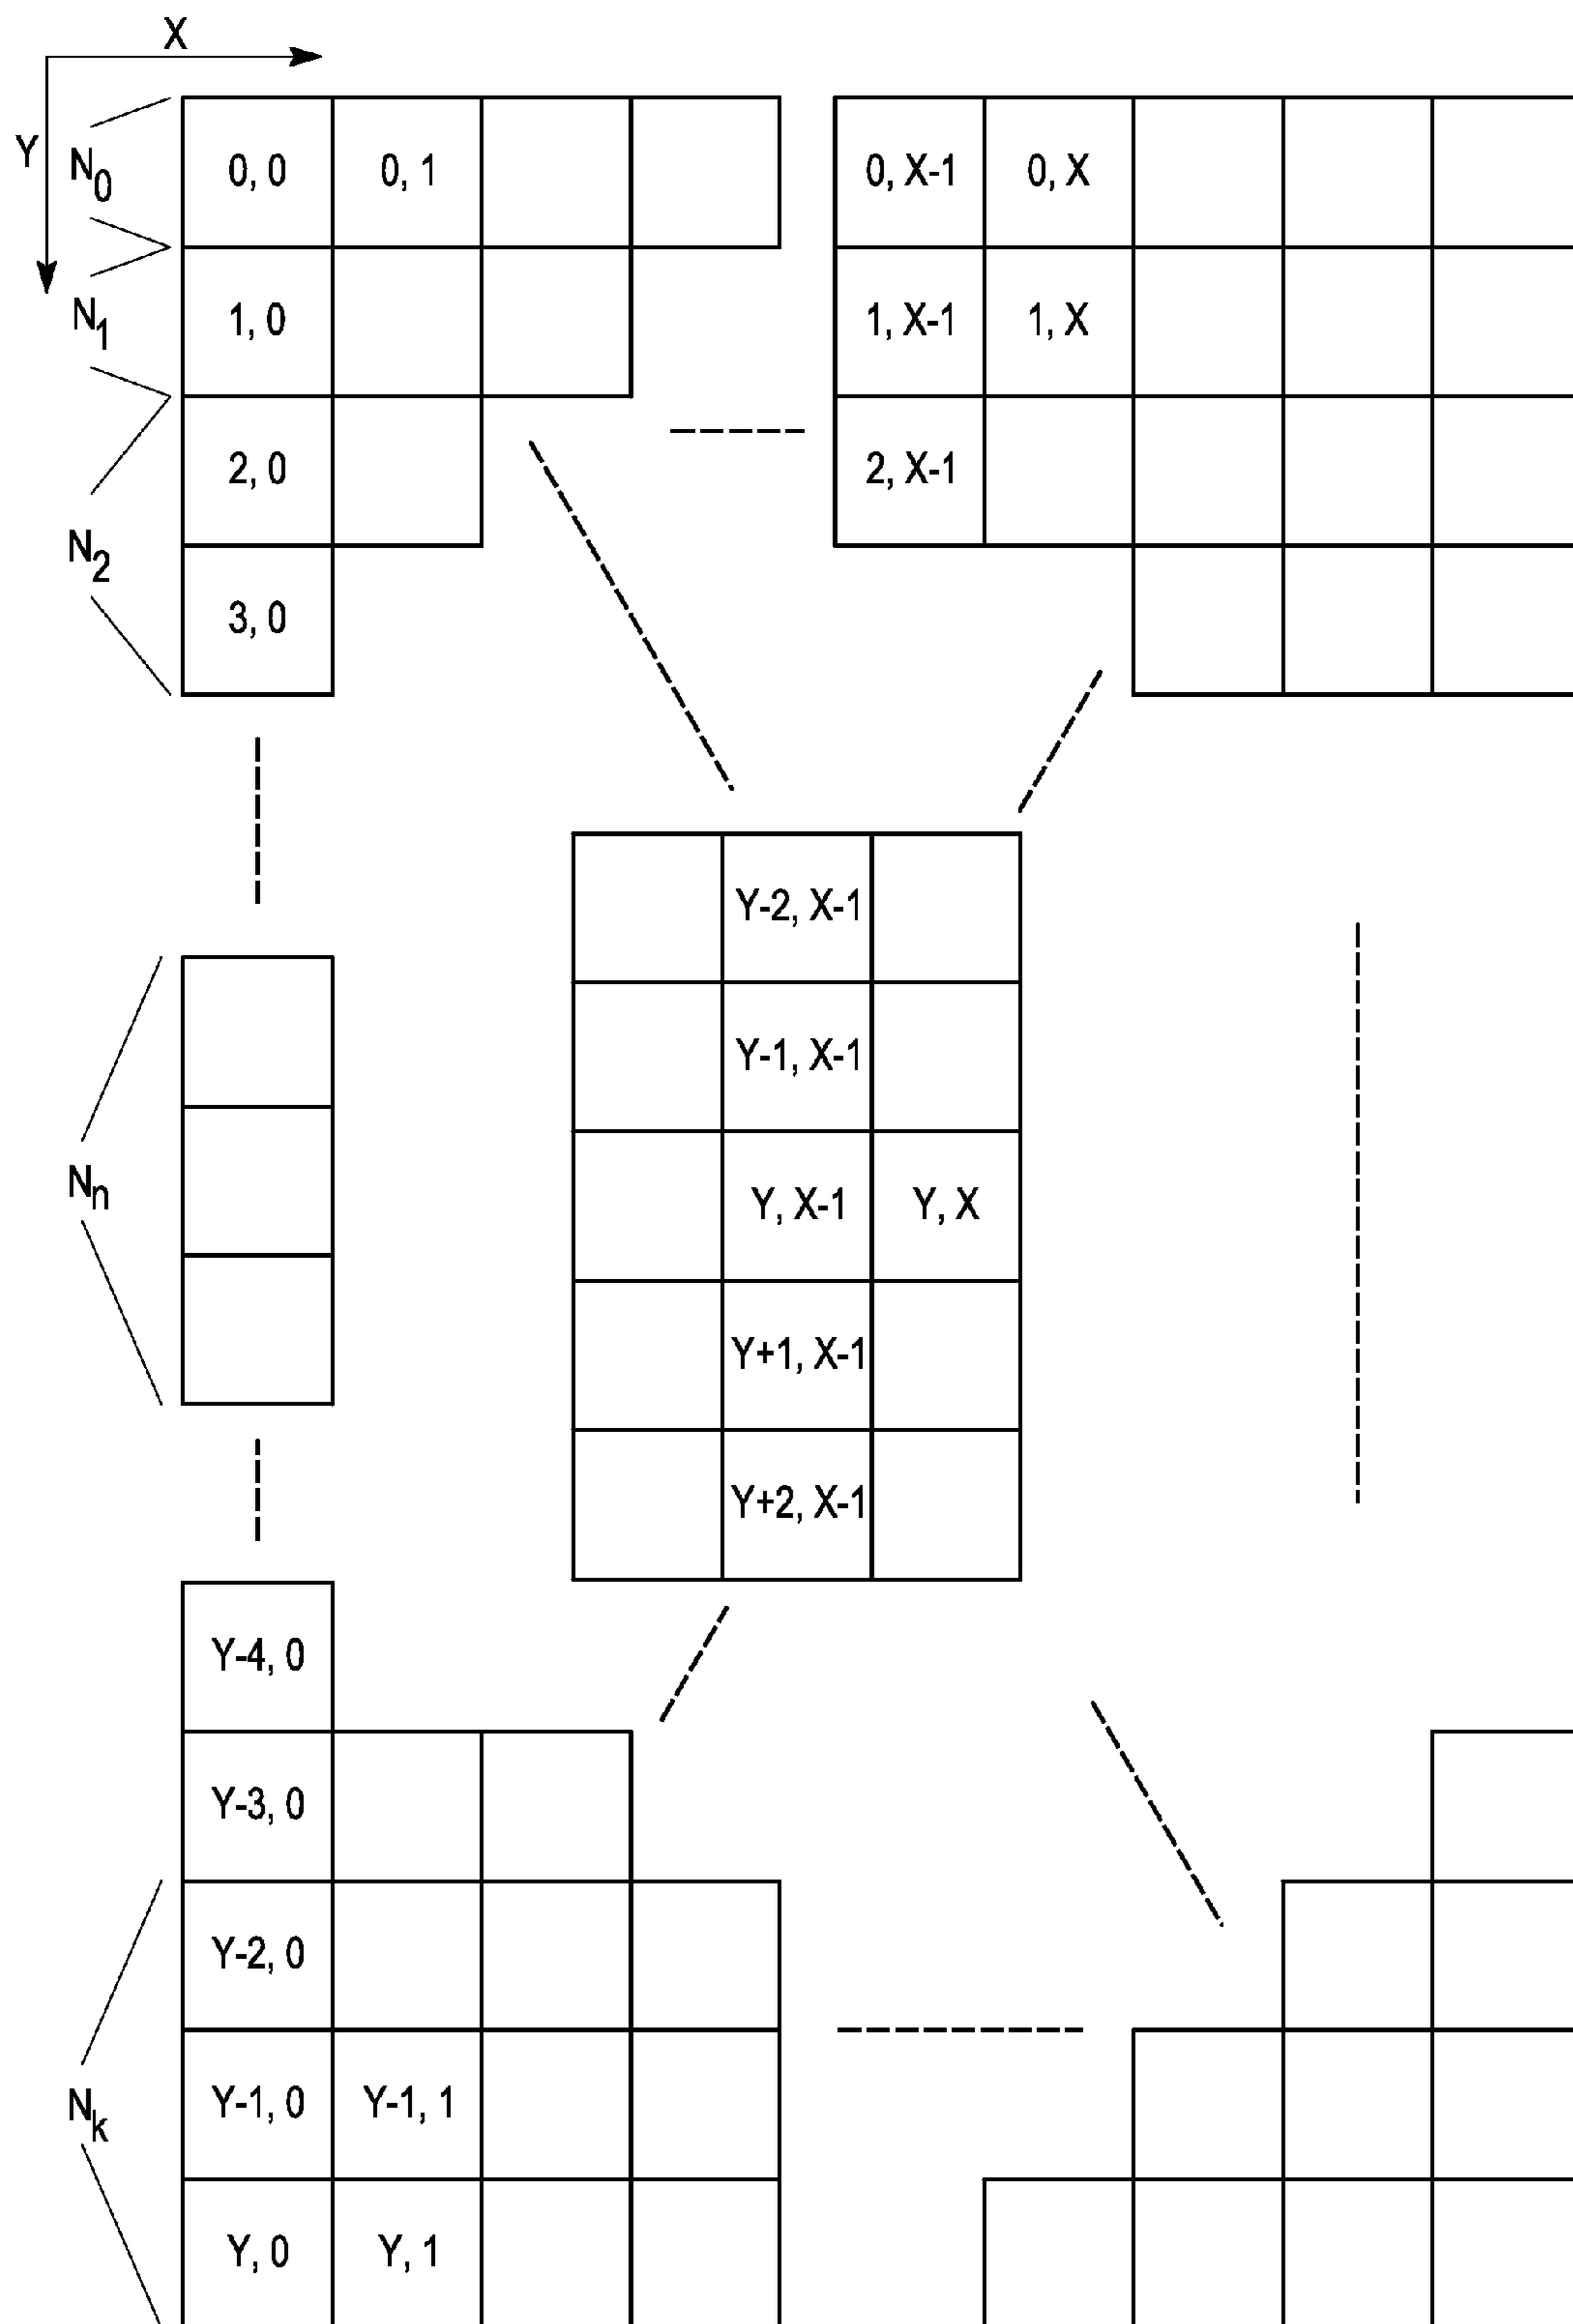 X
Y
N0
0, 0
0, 1
0, X-1
0, X
N1
1, 0
1, X-1
1, X
2, 0
2, X-1
N2
3, 0
Y-2, X-1
Y-1, X-1
Nn
Y, X-1
Y, X
Y+1, X-1
Y+2, X-1
Y-4, 0
Y-3, 0
Y-2, 0
Nk
Y-1, 0
Y-1, 1
Y, 0
Y, 1